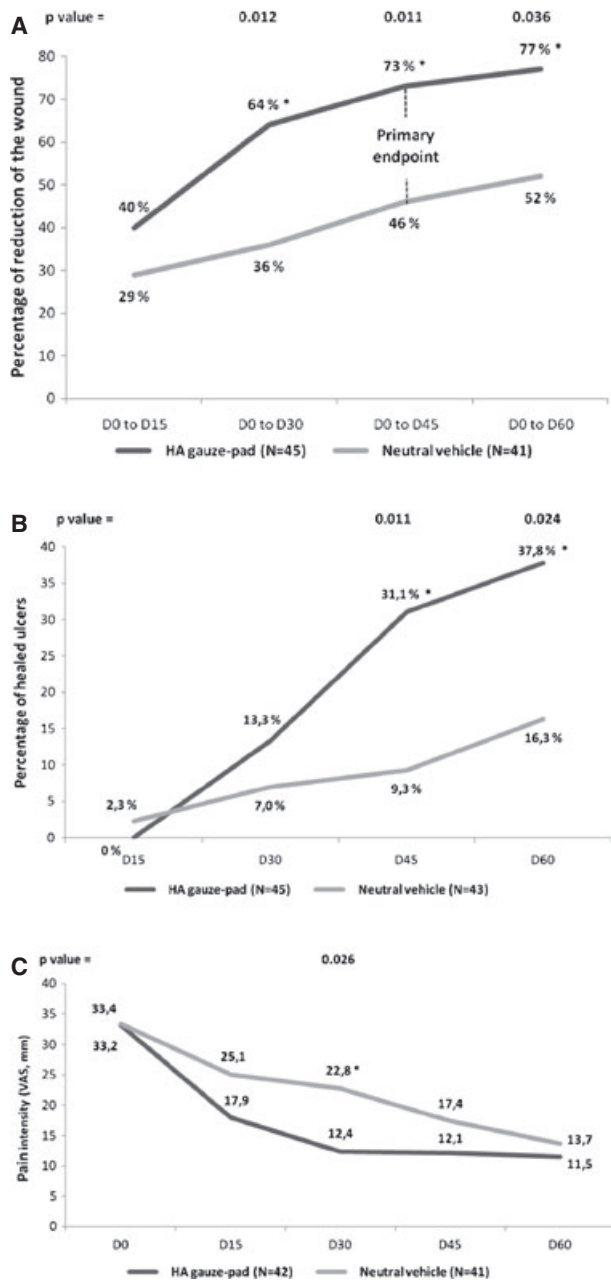 A
p value = 0.012 0.011 0.036
80
70
60
50
40
30
20
10
0
Percentage of reduction of the wound
40 %
64 % *
73 % *
77 % *
Primary
endpoint
29 %
36 %
46 %
52 %
D0 to D15 D0 to D30 D0 to D45 D0 to D60
HA gauze-pad (N=45) Neutral vehicle (N=41)
B
p value = 0.011 0.024
40
35
30
25
20
15
10
5
0
Percentage of healed ulcers
2,3 %
0 %
13,3 %
7,0 %
31,1 % *
9,3 %
37,8 % *
16,3 %
D15 D30 D45 D60
HA gauze-pad (N=45) Neutral vehicle (N=43)
C
p value = 0.026
40
35
30
25
20
15
10
5
0
Pain intensity (VAS, mm)
33,4
33,2
25,1
17,9
22,8 *
12,4
17,4
12,1
13,7
11,5
D0 D15 D30 D45 D60
HA gauze-pad (N=42) Neutral vehicle (N=41)